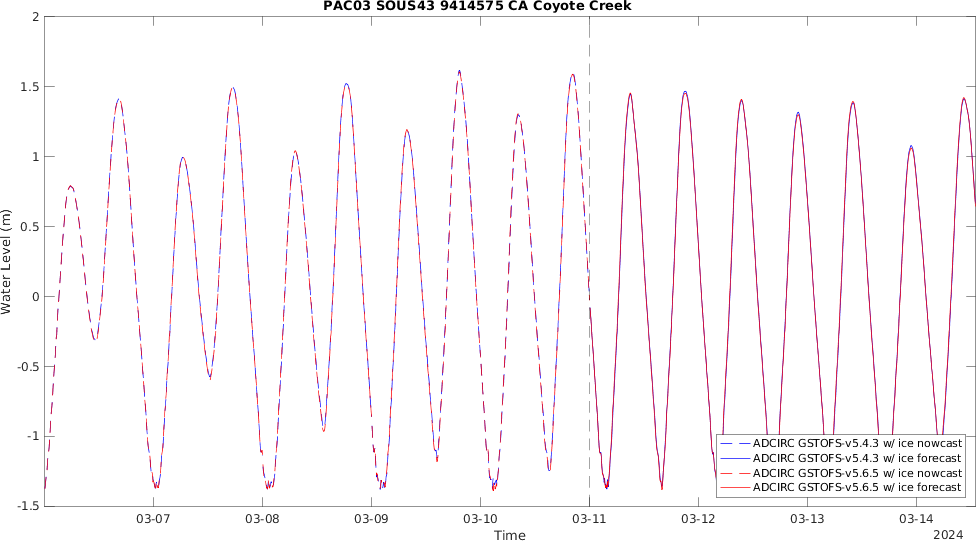 PAC03 SOUS43 9414575 CA Coyote Creek
2
1.5
1
0.5
0
-0.5
-1
-1.5
Water Level (m)
03-07 03-08 03-09 03-10 03-11 03-12 03-13 03-14
Time
2024
ADCIRC GSTOFS-v5.4.3 w/ ice nowcast
ADCIRC GSTOFS-v5.4.3 w/ ice forecast
ADCIRC GSTOFS-v5.6.5 w/ ice nowcast
ADCIRC GSTOFS-v5.6.5 w/ ice forecast